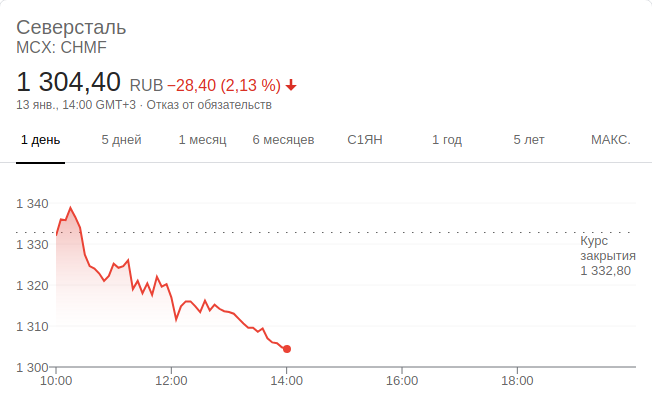 Северсталь
MCX: CHMF
1 304,40 RUB −28,40 (2,13 %)
13 янв., 14:00 GMT+3 · Отказ от обязательств
1 день 5 дней 1 месяц 6 месяцев С1ЯН 1 год 5 лет МАКС.
1 340
1 330
1 320
1 310
1 300
Курс
закрытия
1 332,80
10:00 12:00 14:00 16:00 18:00